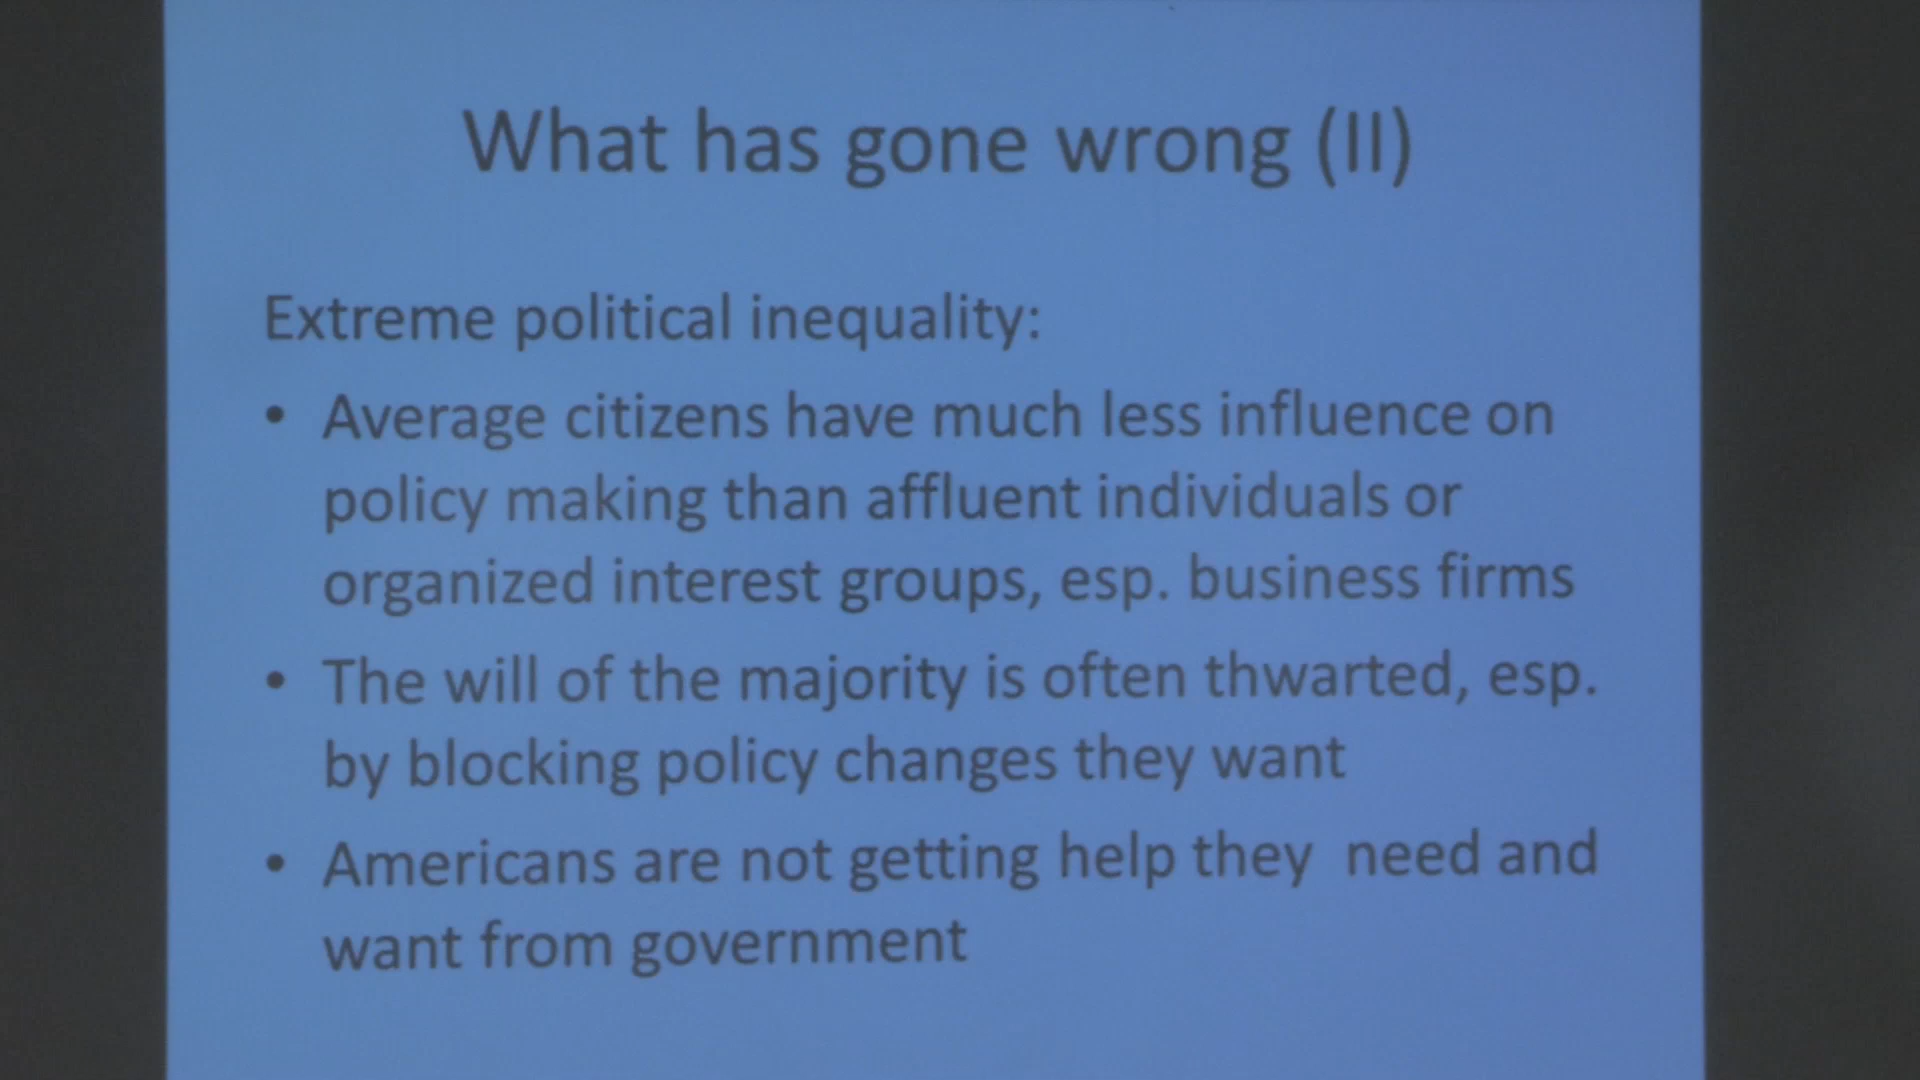 What has gone wrong (II)
Extreme political inequality:
• Average citizens have much less influence on
policy making than affluent individuals or
organized interest groups, esp. business firms
• The will of the majority is often thwarted, esp.
by blocking policy changes they want
• Americans are not getting help they  need and
want from government